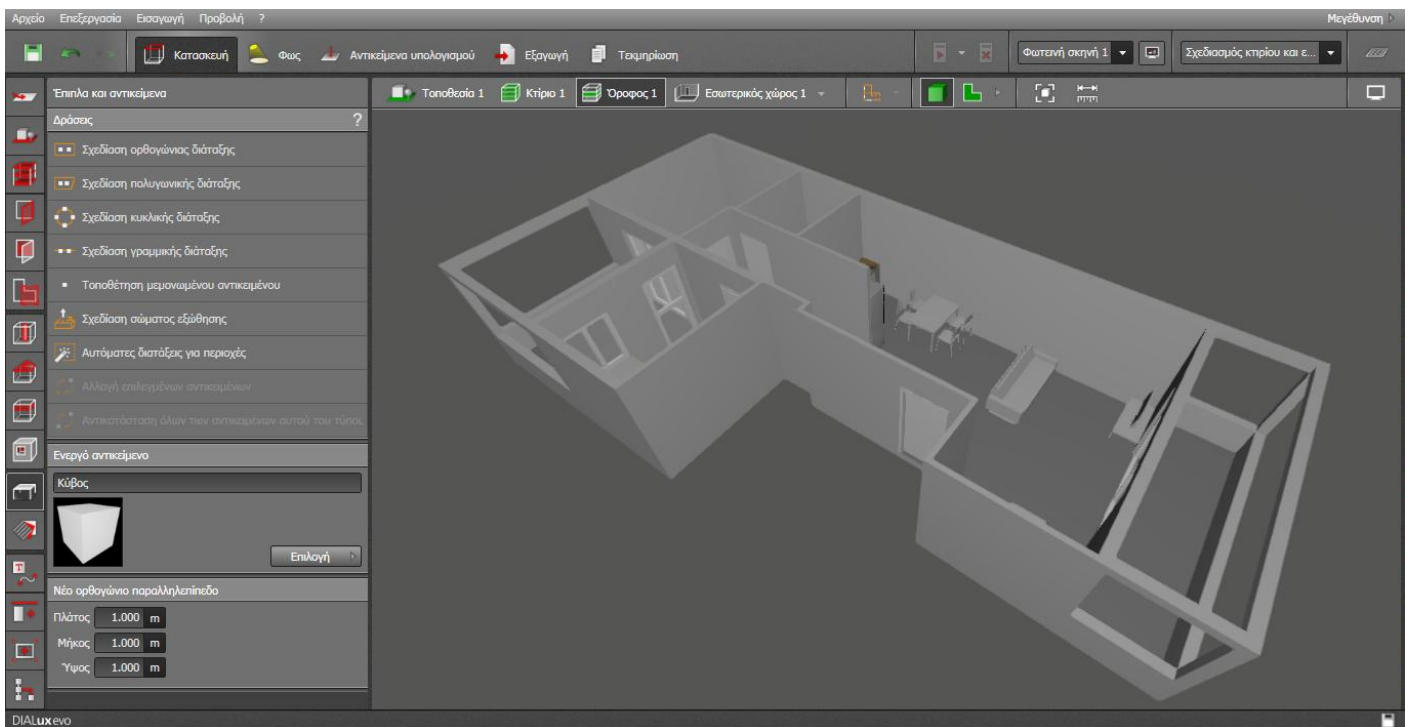 Αρχείο Επεξεργασία Εισαγωγή Προβολή ? Μεγέθυνση
Κατασκευή Φως Αντικείμενα υπολογισμού Εξαγωγή Τεκμηρίωση Φωτεινή σκηνή 1 Σχεδιασμός κτιρίου και ε...
Έπιπλα και αντικείμενα Τοποθεσία 1 Κτίριο 1 Όροφος 1 Εσωτερικός χώρος 1
Δράσεις ?
Σχεδίαση ορθογώνιας διάταξης
Σχεδίαση πολυγωνικής διάταξης
Σχεδίαση κυκλικής διάταξης
Σχεδίαση γραμμικής διάταξης
Τοποθέτηση μεμονωμένου αντικειμένου
Σχεδίαση σώματος εξώθησης
Αυτόματες διατάξεις για περιοχές
Αλλαγή επιλεγμένων αντικειμένων
Αντικατάσταση όλων των αντικειμένων αυτού του τύπου
Ενεργό αντικείμενο
Κύβος
Επιλογή
Νέο ορθογώνιο παραλληλεπίπεδο
Πλάτος 1.000 m
Μήκος 1.000 m
Ύψος 1.000 m
DIALux evo